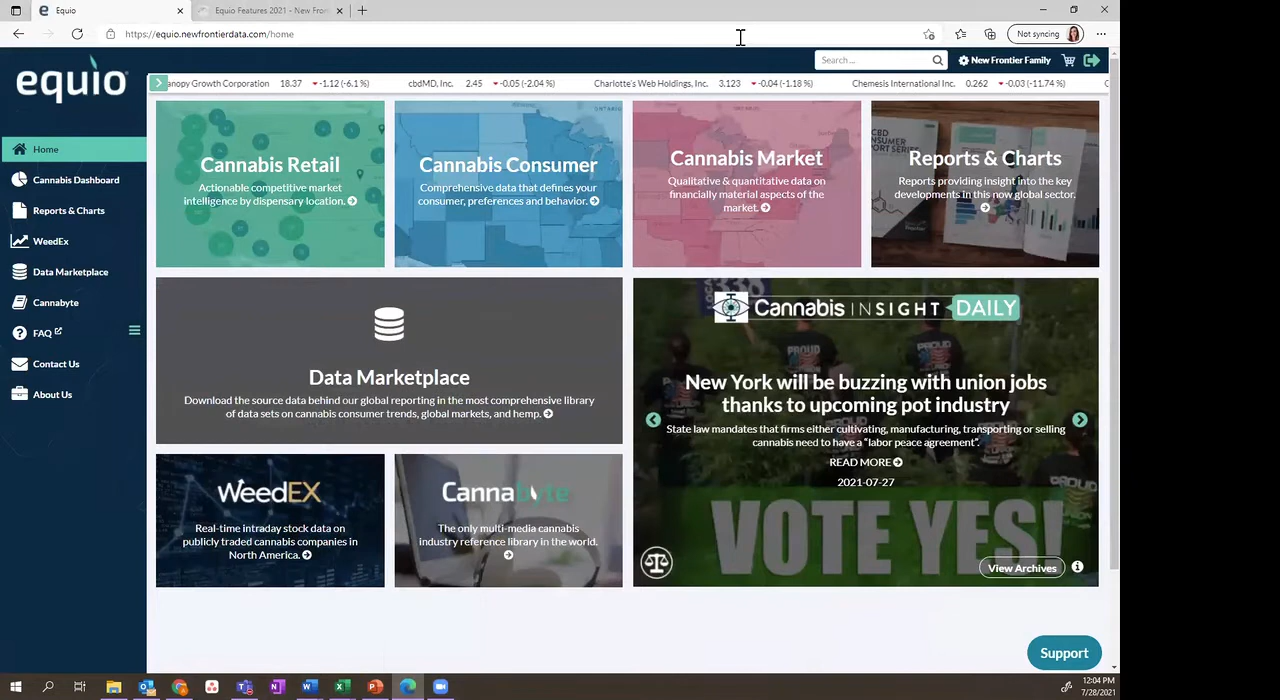 Equio
Equio Features 2021 - New Fron
https://equio.newfrontierdata.com/home
Not syncing
equio
Search ...
New Frontier Family
anopy Growth Corporation 18.37 -1.12 (-6.1 %) cbdMD, Inc. 2.45 -0.05 (-2.04 %) Charlotte's Web Holdings, Inc. 3.123 -0.04 (-1.18 %) Chemesis International Inc. 0.262 -0.03 (-11.74 %)
Home
Cannabis Dashboard
Reports & Charts
WeedEx
Data Marketplace
Cannabyte
FAQ
Contact Us
About Us
Cannabis Retail
Actionable competitive market
intelligence by dispensary location.
Cannabis Consumer
Comprehensive data that defines your
consumer, preferences and behavior.
Cannabis Market
Qualitative & quantitative data on
financially material aspects of the
market.
CBD
CONSUMER
REPORT SERIES
Reports & Charts
Reports providing insight into the key
developments in this now global sector.
Data Marketplace
Download the source data behind our global reporting in the most comprehensive library
of data sets on cannabis consumer trends, global markets, and hemp.
Cannabis INSIGHT DAILY
LOCA
338
PROUD
PROUD
New York will be buzzing with union jobs
thanks to upcoming pot industry
State law mandates that firms either cultivating, manufacturing, transporting or selling
cannabis need to have a "labor peace agreement".
READ MORE
2021-07-27
PROUD
VOTE YES!
View Archives
WeedEX
Real-time intraday stock data on
publicly traded cannabis companies in
North America.
Cannabyte
The only multi-media cannabis
industry reference library in the world.
Support
12:04 PM
7/28/2021